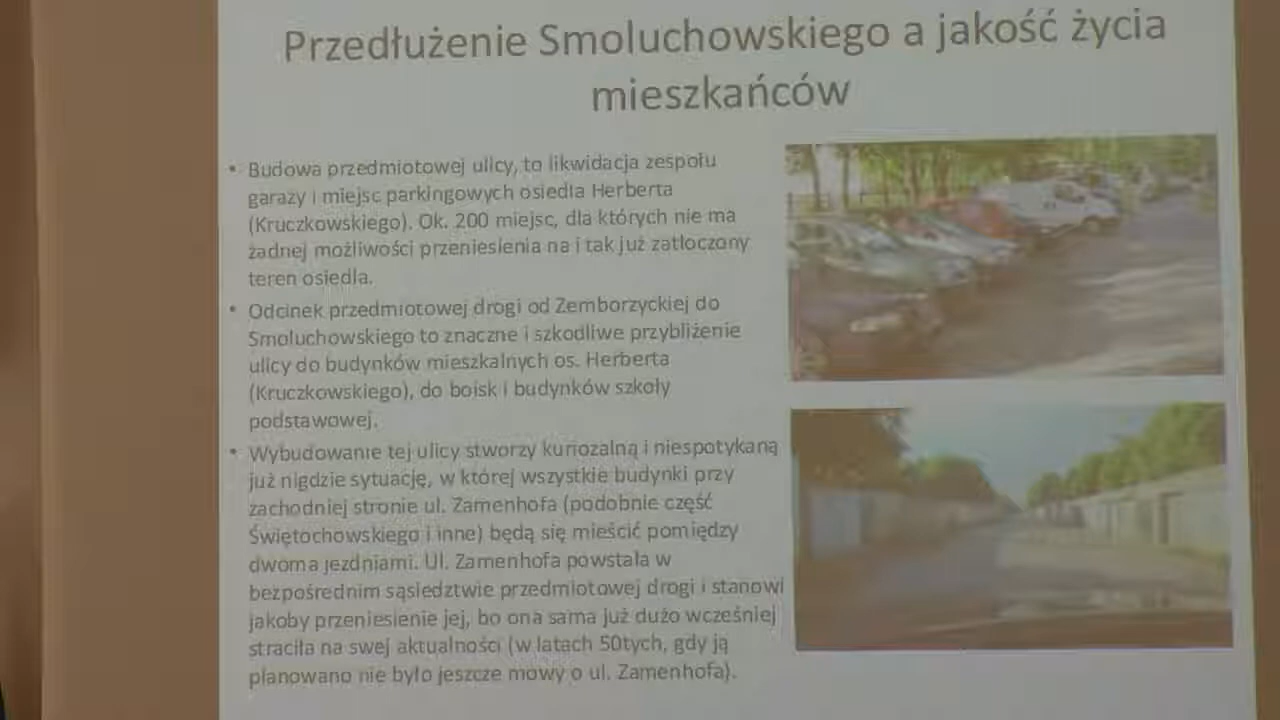 Przedłużenie Smoluchowskiego a jakość życia
mieszkańców
• Budowa przedmiotowej ulicy, to likwidacja zespołu
garaży i miejsc parkingowych osiedla Herberta
(Kruczkowskiego). Ok. 200 miejsc, dla których nie ma
żadnej możliwości przeniesienia na i tak już zatłoczony
teren osiedla.
• Odcinek przedmiotowej drogi od Zemborzyckiej do
Smoluchowskiego to znaczne i szkodliwe przybliżenie
ulicy do budynków mieszkalnych os. Herberta
(Kruczkowskiego), do boisk i budynków szkoły
podstawowej.
• Wybudowanie tej ulicy stworzy kuriozalną i niespotykaną
już nigdzie sytuację, w której wszystkie budynki przy
zachodniej stronie ul. Zamenhofa (podobnie część
Świętochowskiego i inne) będą się mieścić pomiędzy
dwoma jezdniami. Ul. Zamenhofa powstała w
bezpośrednim sąsiedztwie przedmiotowej drogi i stanowi
jakoby przeniesienie jej, bo ona sama już dużo wcześniej
straciła na swej aktualności (w latach 50tych, gdy ją
planowano nie było jeszcze mowy o ul. Zamenhofa).